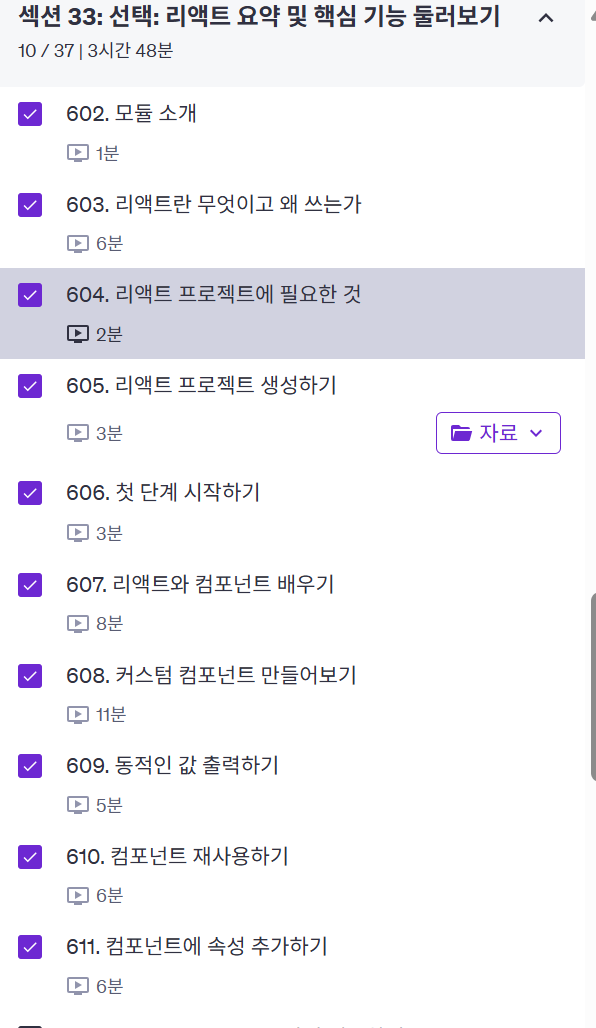 섹션 33: 선택: 리액트 요약 및 핵심 기능 둘러보기
10 / 37 | 3시간 48분
602. 모듈 소개
1분
603. 리액트란 무엇이고 왜 쓰는가
6분
604. 리액트 프로젝트에 필요한 것
2분
605. 리액트 프로젝트 생성하기
3분
자료
606. 첫 단계 시작하기
3분
607. 리액트와 컴포넌트 배우기
8분
608. 커스텀 컴포넌트 만들어보기
11분
609. 동적인 값 출력하기
5분
610. 컴포넌트 재사용하기
6분
611. 컴포넌트에 속성 추가하기
6분